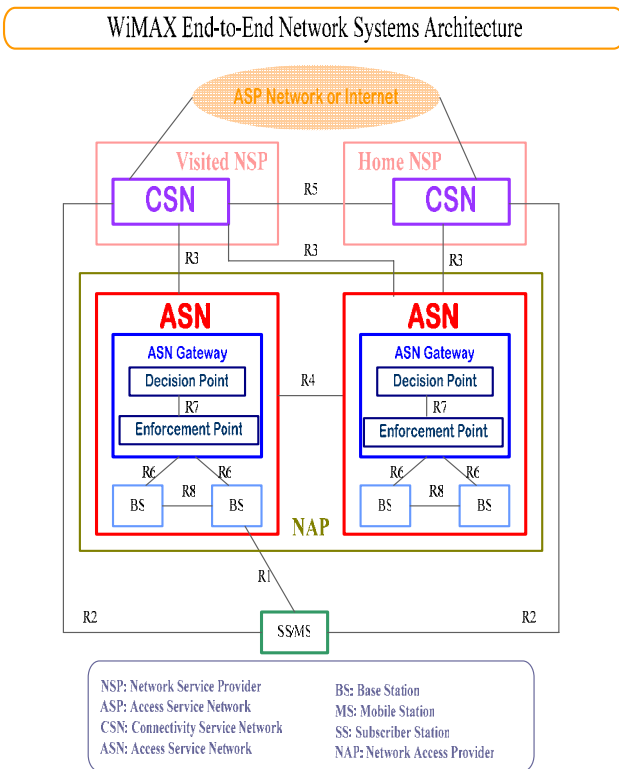 WiMAX End-to-End Network Systems Architecture
ASP Network or Internet
Visited NSP
Home NSP
CSN
R5
CSN
R3
R3
R3
ASN
ASN
ASN Gateway
ASN Gateway
Decision Point
Decision Point
R4
R7
R7
Enforcement Point
Enforcement Point
R6
R6
R6
R6
BS
R8
BS
BS
R8
BS
NAP
R1
R2
SS/MS
R2
NSP: Network Service Provider
ASP: Access Service Network
CSN: Connectivity Service Network
ASN: Access Service Network
BS: Base Station
MS: Mobile Station
SS: Subscriber Station
NAP: Network Access Provider